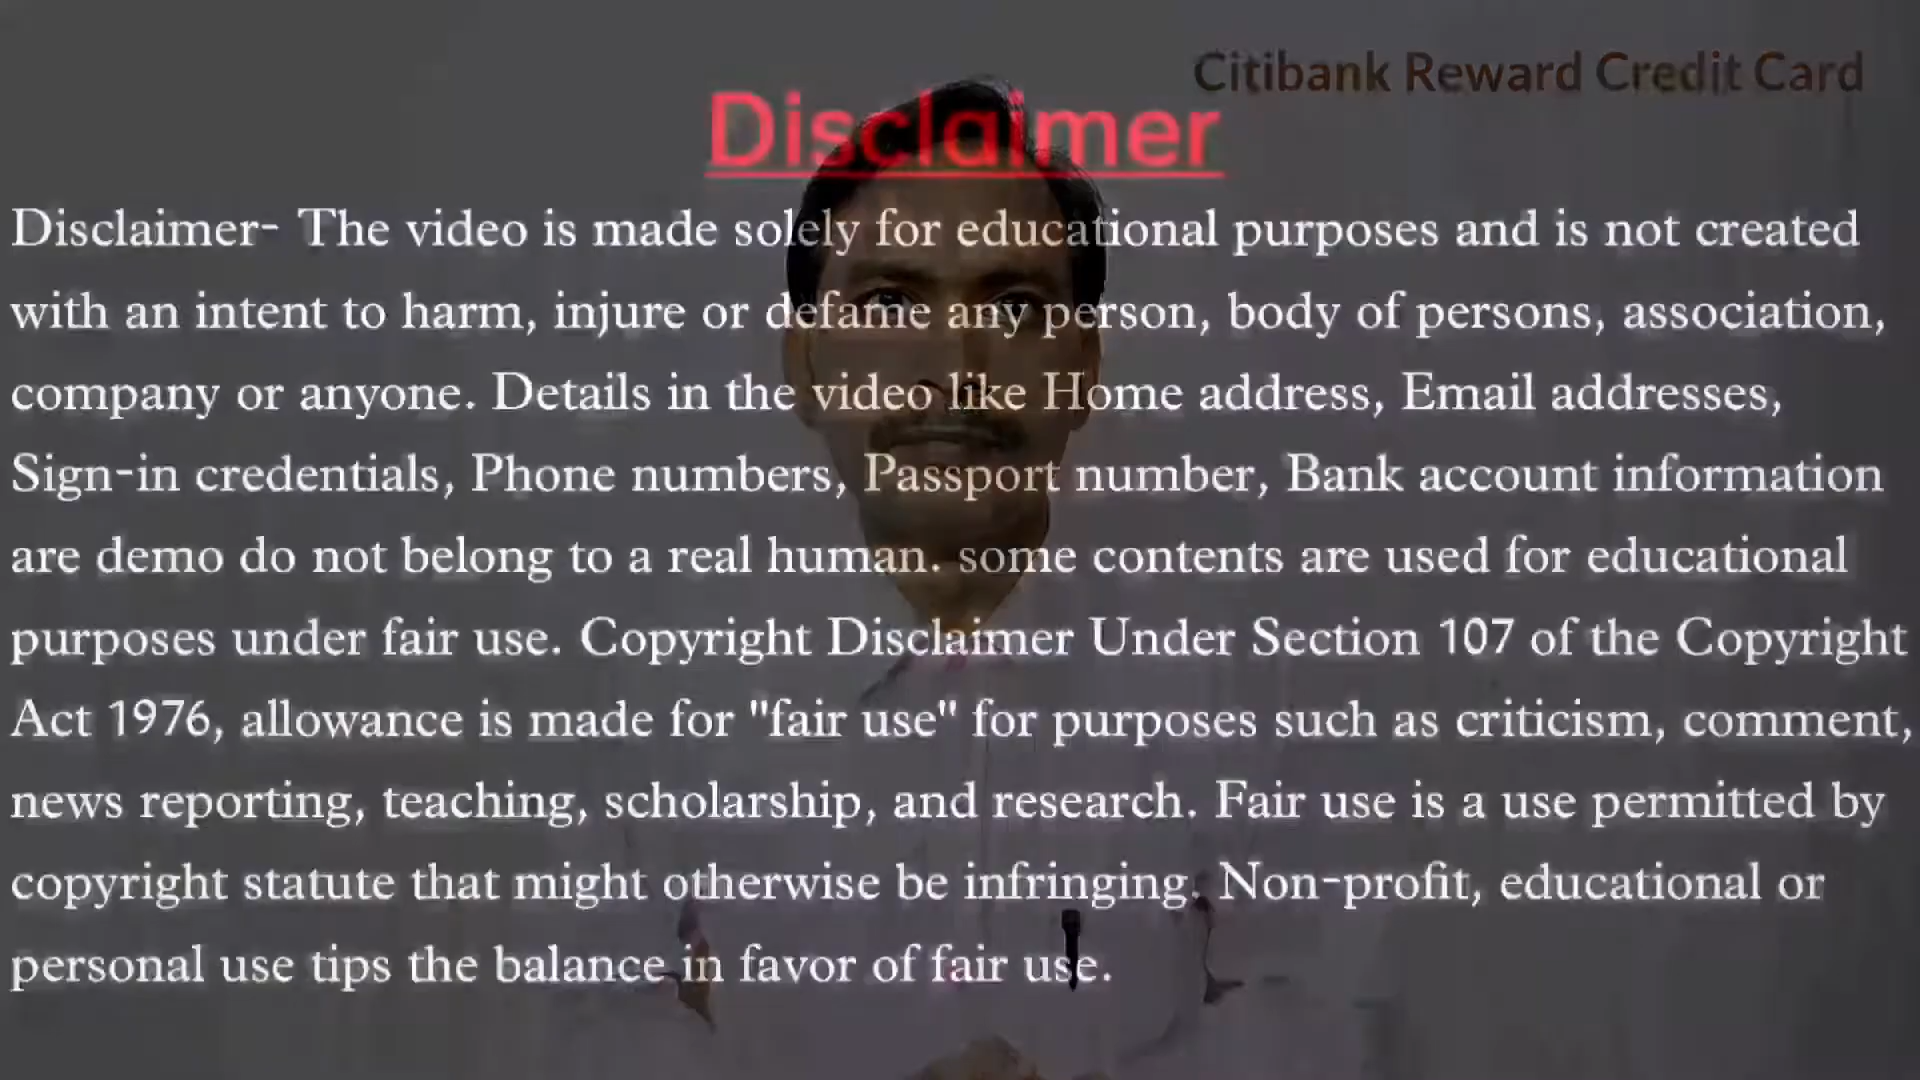 Citibank Reward Credit Card
Disclaimer
Disclaimer- The video is made solely for educational purposes and is not created
with an intent to harm, injure or defame any person, body of persons, association,
company or anyone. Details in the video like Home address, Email addresses,
Sign-in credentials, Phone numbers, Passport number, Bank account information
are demo do not belong to a real human. some contents are used for educational
purposes under fair use. Copyright Disclaimer Under Section 107 of the Copyright
Act 1976, allowance is made for "fair use" for purposes such as criticism, comment,
news reporting, teaching, scholarship, and research. Fair use is a use permitted by
copyright statute that might otherwise be infringing. Non-profit, educational or
personal use tips the balance in favor of fair use.